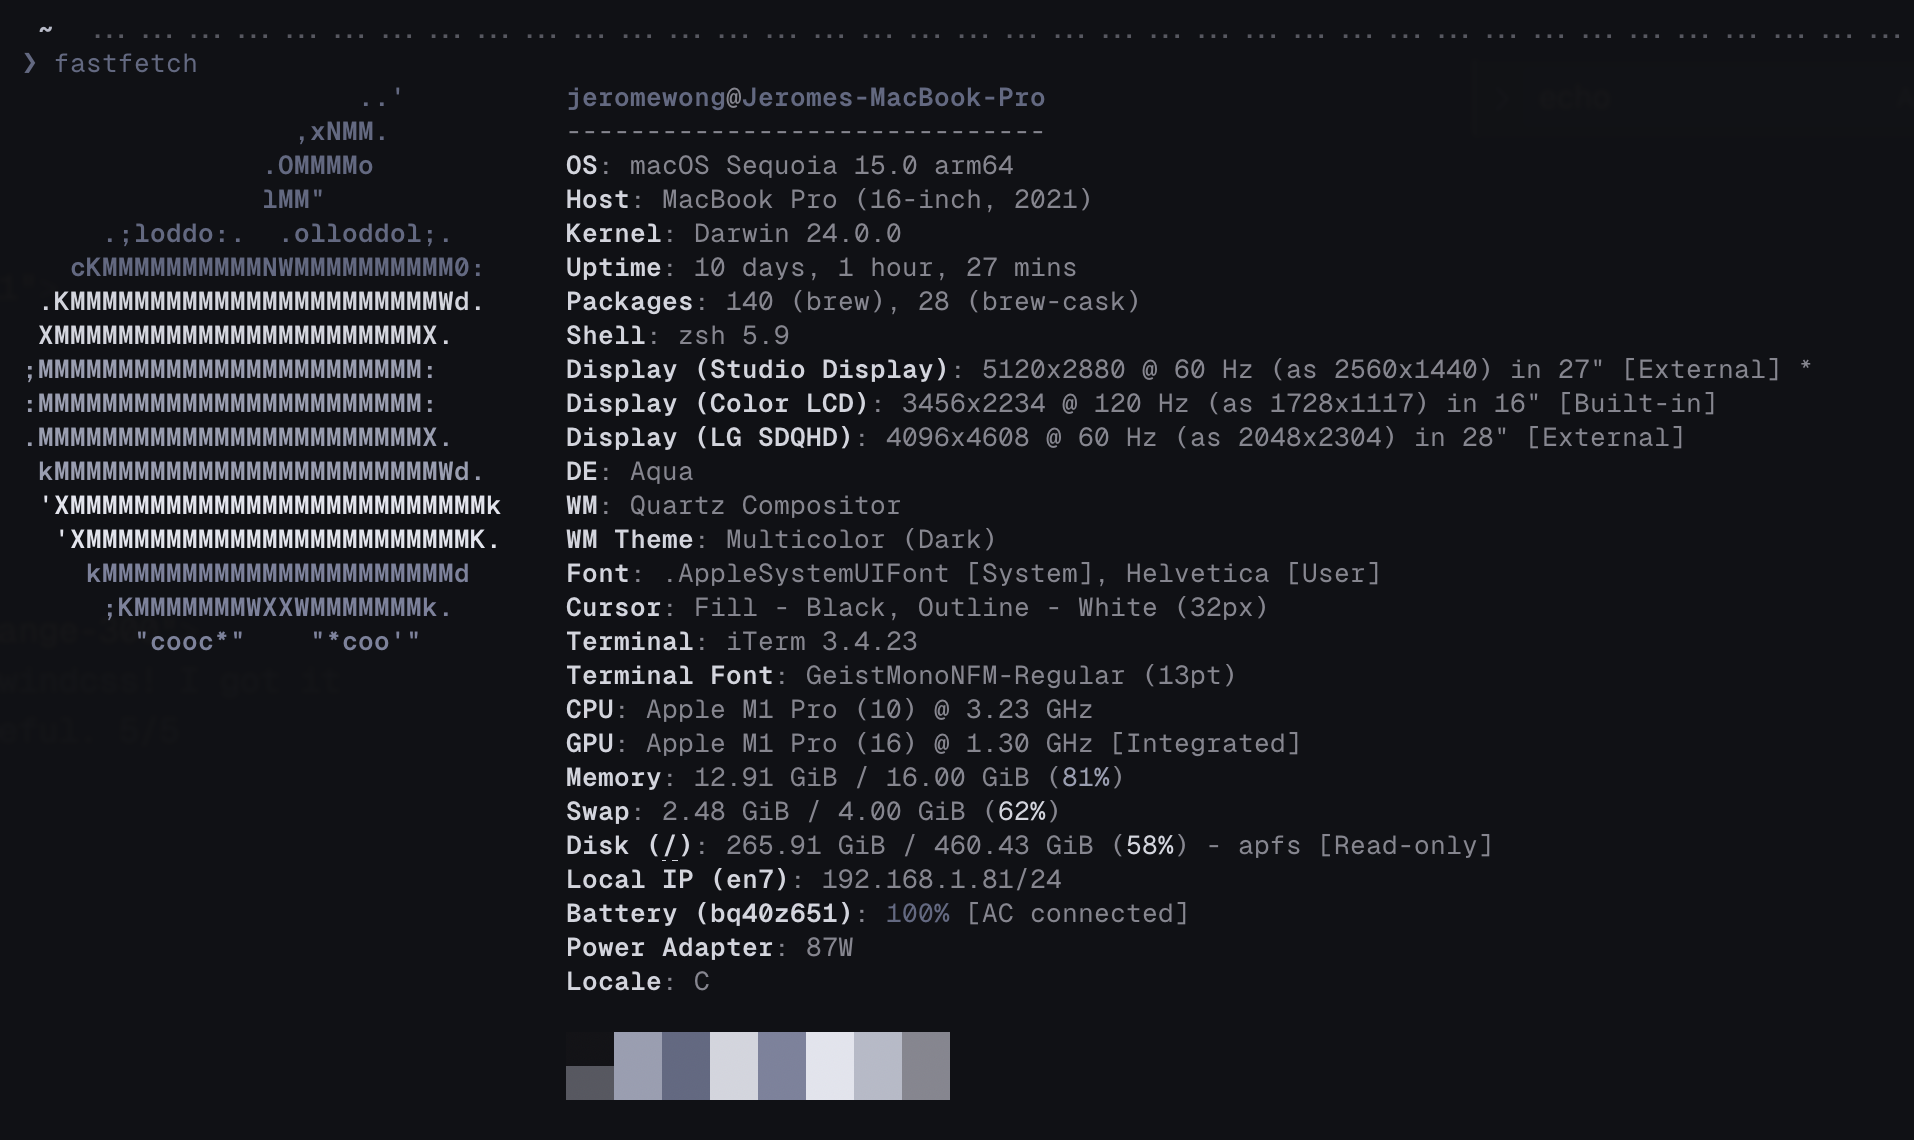 ~ ... ... ... ... ... ... ... ... ... ... ... ... ... ... ... ... ... ... ... ... ... ... ... ... ... ... ... ... ... ... ... ... ... ... ... ... ... ...
❯ fastfetch
                     ..'          jeromewong@Jeromes-MacBook-Pro
                 ,xNMM.           ------------------------------
               .OMMMMo            OS: macOS Sequoia 15.0 arm64
               lMM"               Host: MacBook Pro (16-inch, 2021)
     .;loddo:.  .olloddol;.       Kernel: Darwin 24.0.0
   cKMMMMMMMMMMNWMMMMMMMMMM0:     Uptime: 10 days, 1 hour, 27 mins
 .KMMMMMMMMMMMMMMMMMMMMMMMWd.     Packages: 140 (brew), 28 (brew-cask)
 XMMMMMMMMMMMMMMMMMMMMMMMX.       Shell: zsh 5.9
;MMMMMMMMMMMMMMMMMMMMMMMM:        Display (Studio Display): 5120x2880 @ 60 Hz (as 2560x1440) in 27" [External] *
:MMMMMMMMMMMMMMMMMMMMMMMM:        Display (Color LCD): 3456x2234 @ 120 Hz (as 1728x1117) in 16" [Built-in]
.MMMMMMMMMMMMMMMMMMMMMMMMX.       Display (LG SDQHD): 4096x4608 @ 60 Hz (as 2048x2304) in 28" [External]
 kMMMMMMMMMMMMMMMMMMMMMMMMWd.     DE: Aqua
 'XMMMMMMMMMMMMMMMMMMMMMMMMMMk    WM: Quartz Compositor
  'XMMMMMMMMMMMMMMMMMMMMMMMMK.    WM Theme: Multicolor (Dark)
    kMMMMMMMMMMMMMMMMMMMMMMd      Font: .AppleSystemUIFont [System], Helvetica [User]
     ;KMMMMMMMWXXWMMMMMMMk.       Cursor: Fill - Black, Outline - White (32px)
       "cooc*"    "*coo'"         Terminal: iTerm 3.4.23
                                  Terminal Font: GeistMonoNFM-Regular (13pt)
                                  CPU: Apple M1 Pro (10) @ 3.23 GHz
                                  GPU: Apple M1 Pro (16) @ 1.30 GHz [Integrated]
                                  Memory: 12.91 GiB / 16.00 GiB (81%)
                                  Swap: 2.48 GiB / 4.00 GiB (62%)
                                  Disk (/): 265.91 GiB / 460.43 GiB (58%) - apfs [Read-only]
                                  Local IP (en7): 192.168.1.81/24
                                  Battery (bq40z651): 100% [AC connected]
                                  Power Adapter: 87W
                                  Locale: C